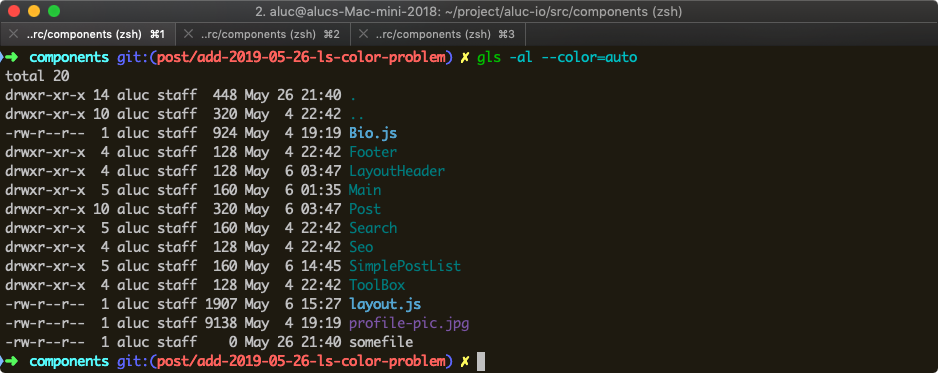 2. aluc@alucs-Mac-mini-2018: ~/project/aluc-io/src/components (zsh)
✕ ..rc/components (zsh) ⌘1 ✕ ..rc/components (zsh) ⌘2 ✕ ..rc/components (zsh) ⌘3
➜ components git:(post/add-2019-05-26-ls-color-problem) ✗ gls -al --color=auto
total 20
drwxr-xr-x 14 aluc staff  448 May 26 21:40 .
drwxr-xr-x 10 aluc staff  320 May  4 22:42 ..
-rw-r--r--  1 aluc staff  924 May  4 19:19 Bio.js
drwxr-xr-x  4 aluc staff  128 May  4 22:42 Footer
drwxr-xr-x  4 aluc staff  128 May  6 03:47 LayoutHeader
drwxr-xr-x  5 aluc staff  160 May  6 01:35 Main
drwxr-xr-x 10 aluc staff  320 May  6 03:47 Post
drwxr-xr-x  5 aluc staff  160 May  4 22:42 Search
drwxr-xr-x  4 aluc staff  128 May  4 22:42 Seo
drwxr-xr-x  5 aluc staff  160 May  6 14:45 SimplePostList
drwxr-xr-x  4 aluc staff  128 May  4 22:42 ToolBox
-rw-r--r--  1 aluc staff 1907 May  6 15:27 layout.js
-rw-r--r--  1 aluc staff 9138 May  4 19:19 profile-pic.jpg
-rw-r--r--  1 aluc staff    0 May 26 21:40 somefile
➜ components git:(post/add-2019-05-26-ls-color-problem) ✗